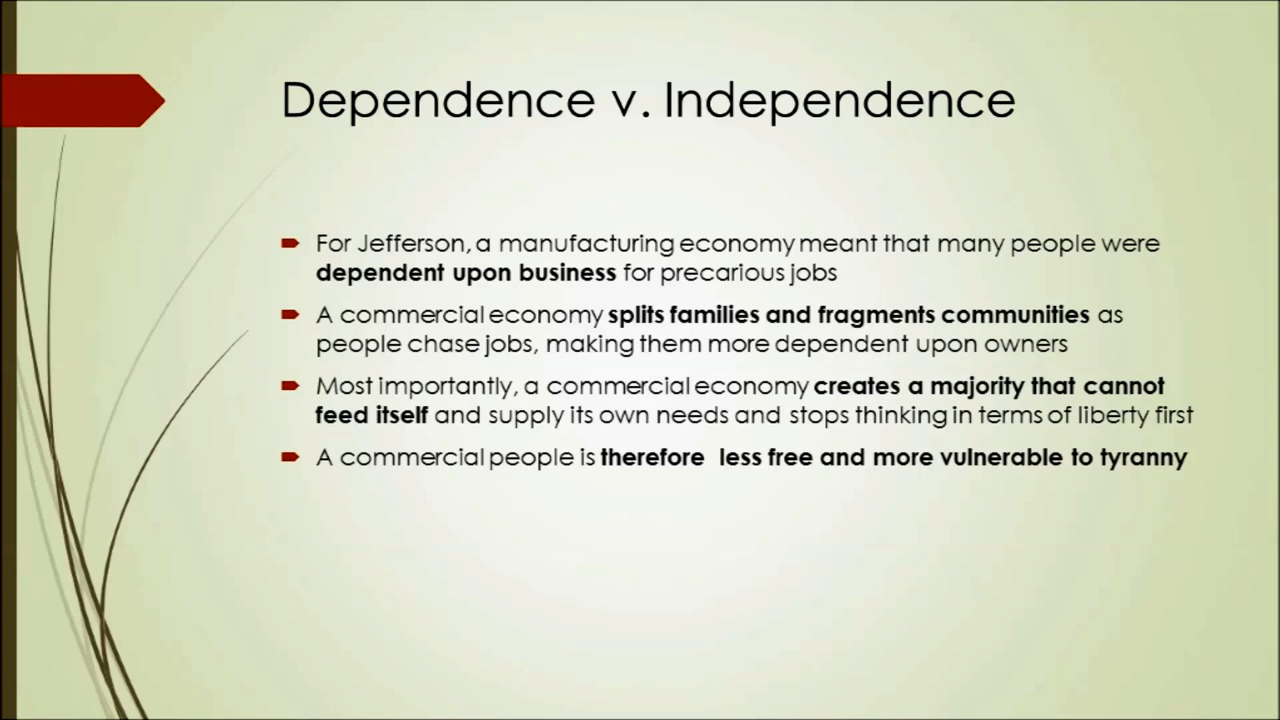 Dependence v. Independence
For Jefferson, a manufacturing economy meant that many people were
dependent upon business for precarious jobs
A commercial economy splits families and fragments communities as
people chase jobs, making them more dependent upon owners
Most importantly, a commercial economy creates a majority that cannot
feed itself and supply its own needs and stops thinking in terms of liberty first
A commercial people is therefore  less free and more vulnerable to tyranny